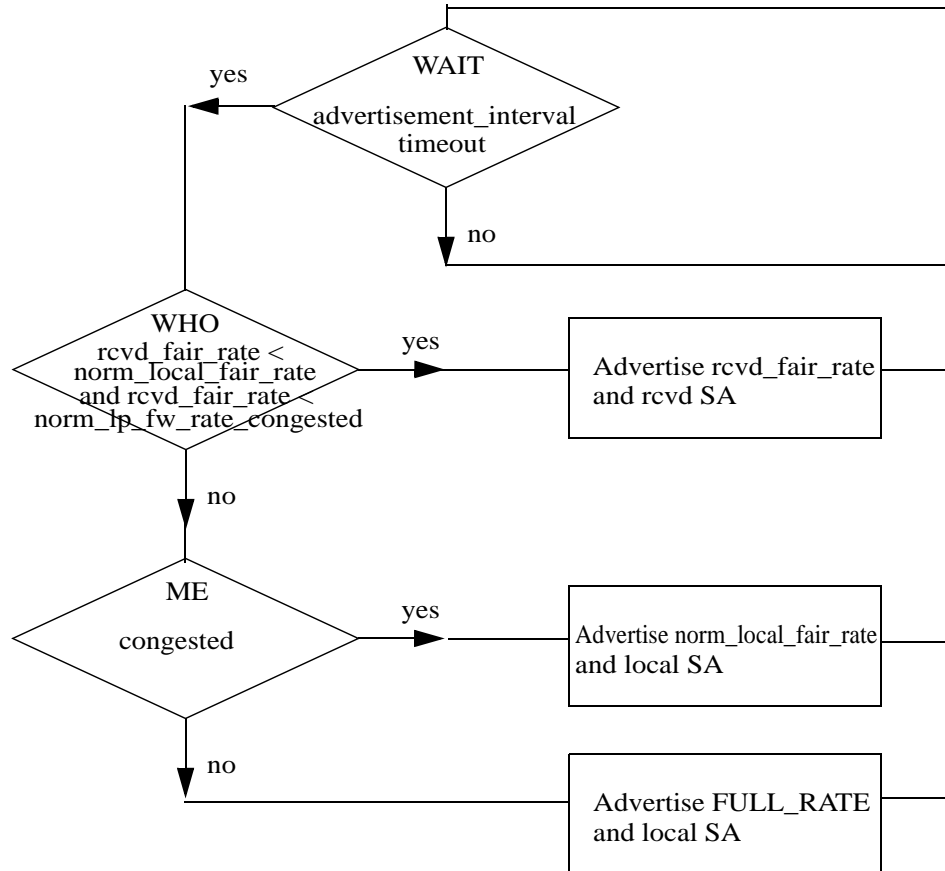 WAIT
yes
advertisement_interval
timeout
no
WHO
rcvd_fair_rate <
norm_local_fair_rate
and rcvd_fair_rate <
norm_lp_fw_rate_congested
yes
Advertise rcvd_fair_rate
and rcvd SA
no
ME
congested
yes
Advertise norm_local_fair_rate
and local SA
no
Advertise FULL_RATE
and local SA